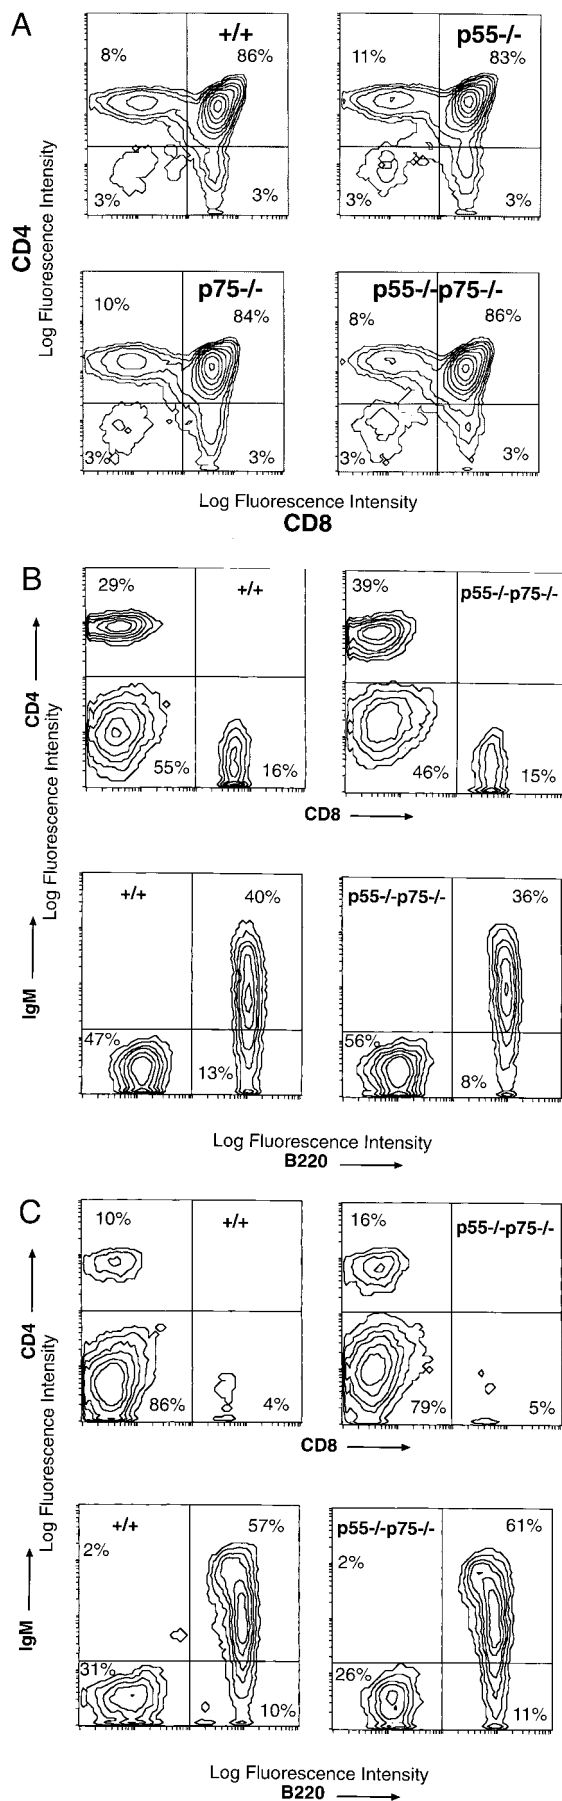 A
+/+
8%
86%
3%
3%
p55-/-
11%
83%
3%
3%
CD4
Log Fluorescence Intensity
p75-/-
10%
84%
3%
3%
p55-/-p75-/-
8%
86%
3%
3%
Log Fluorescence Intensity
CD8
B
29%
+/+
55%
16%
39%
p55-/-p75-/-
46%
15%
CD4
Log Fluorescence Intensity
CD8
+/+
40%
47%
13%
p55-/-p75-/-
36%
56%
8%
IgM
Log Fluorescence Intensity
B220
C
10%
+/+
86%
4%
16%
p55-/-p75-/-
79%
5%
CD4
Log Fluorescence Intensity
CD8
+/+
57%
2%
31%
10%
p55-/-p75-/-
61%
2%
26%
11%
IgM
Log Fluorescence Intensity
B220